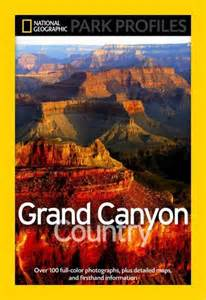 NATIONAL
GEOGRAPHIC
PARK PROFILES
Grand Canyon
Country
Over 100 full-color photographs, plus detailed maps,
and firsthand information